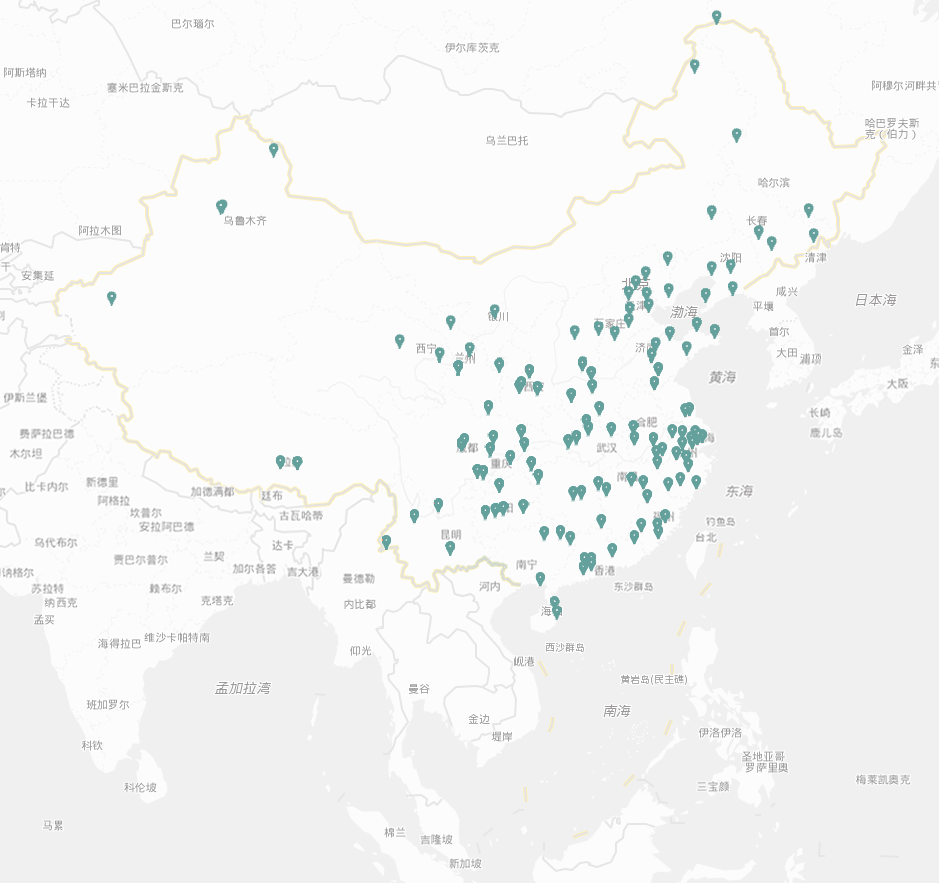 巴尔瑙尔
伊尔库茨克
阿斯塔纳
塞米巴拉金斯克
阿穆尔河畔共
卡拉干达
哈巴罗夫斯
克（伯力）
乌兰巴托
哈尔滨
乌鲁木齐
长春
阿拉木图
肯特
沈阳
清津
干
安集延
北京
咸兴
日本海
平壤
渤海
银川
石家庄
首尔
西宁
兰州
济
大田
浦项
金泽
东
黄海
大阪
伊斯兰堡
长崎
合肥
费萨拉巴德
鹿儿岛
木尔坦
成都
武汉
重庆
新德里
比卡内尔
加德满都
廷布
南
东海
阿格拉
坎普尔
古瓦哈蒂
安拉阿巴德
钓鱼岛
昆明
台北
乌代布尔
达卡
贾巴尔普尔
兰契
加尔各答
吉大港
南宁
香港
讷格尔
曼德勒
河内
东沙群岛
苏拉特
拉杰布尔
纳西克
克塔克
内比都
海
孟买
海得拉巴
维沙卡帕特南
仰光
西沙群岛
岘港
孟加拉湾
曼谷
黄岩岛(民主礁)
班加罗尔
南海
金边
伊洛伊洛
堤岸
科钦
圣地亚哥
罗萨里奥
科伦坡
三宝颜
梅莱凯奥克
马累
棉兰
吉隆坡
新加坡